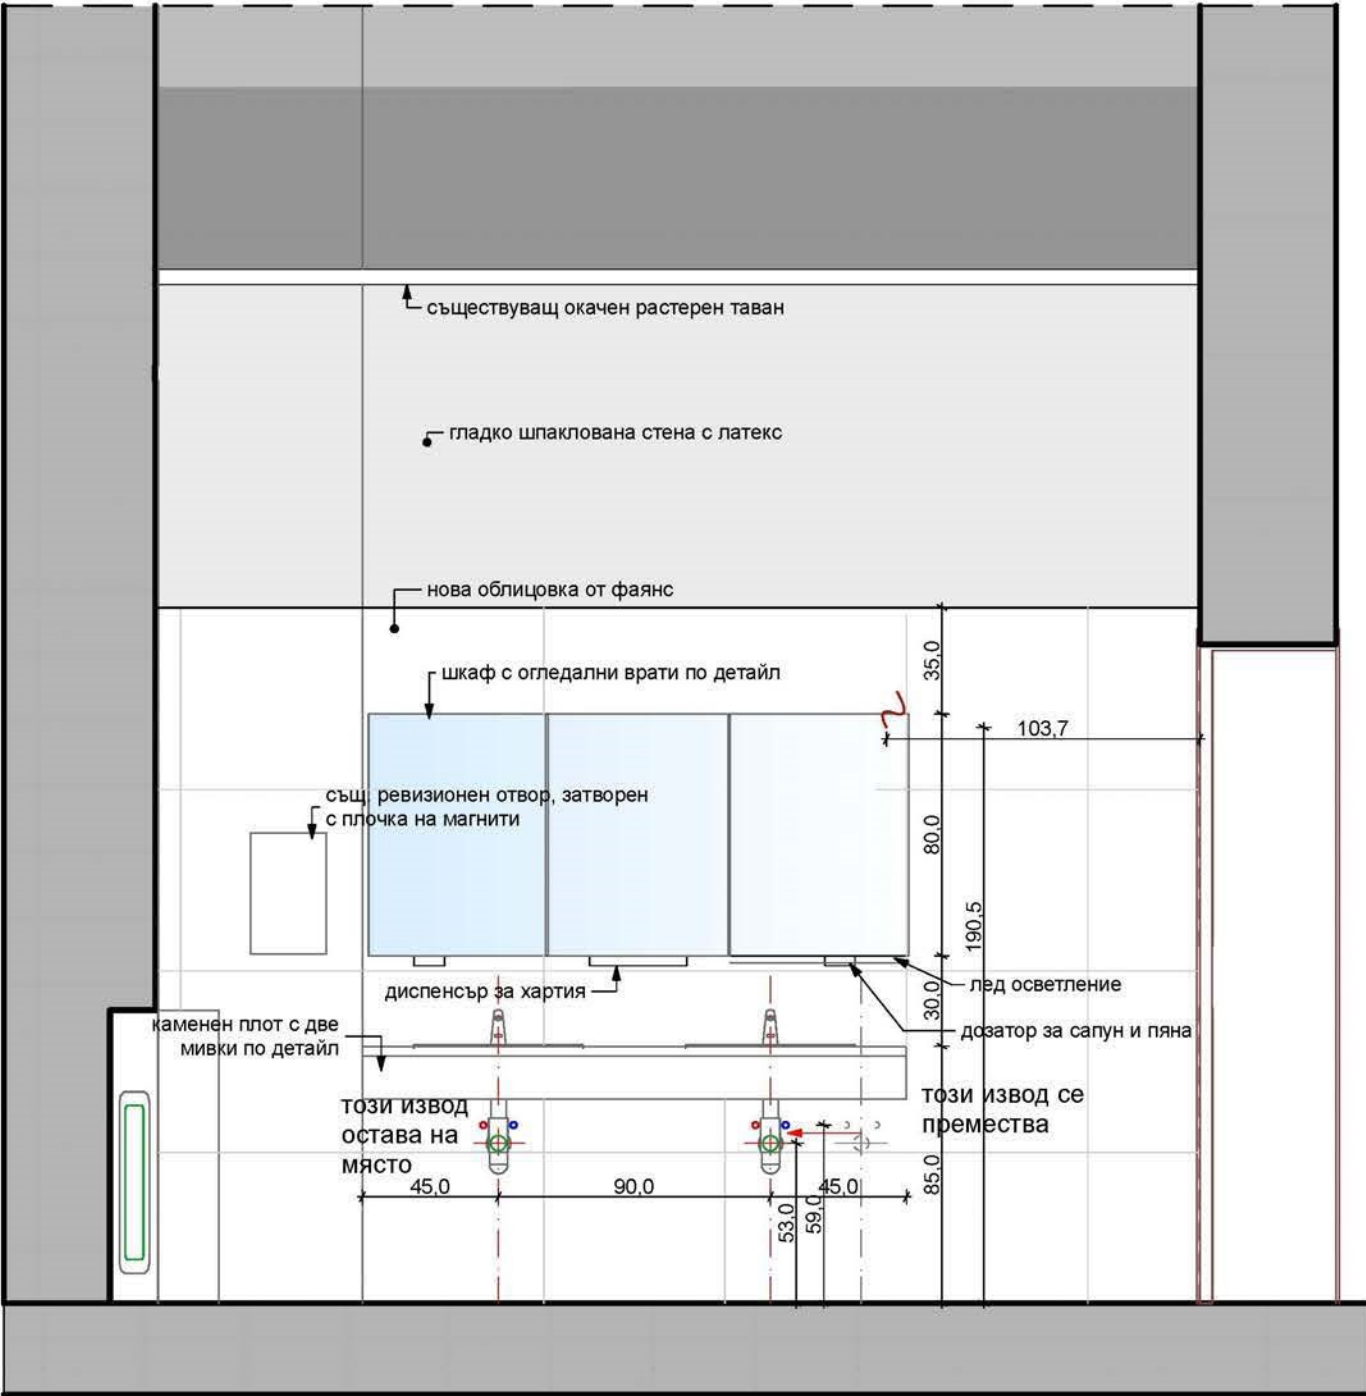 съществуващ окачен растерен таван
гладко шпаклована стена с латекс
нова облицовка от фаянс
35,0
шкаф с огледални врати по детайл
103,7
същ. ревизионен отвор, затворен
с плочка на магнити
80,0
190,5
диспенсър за хартия
лед осветление
30,0
дозатор за сапун и пяна
каменен плот с две
мивки по детайл
този извод
остава на
място
този извод се
премества
85,0
45,0
90,0
45,0
53,0
59,0